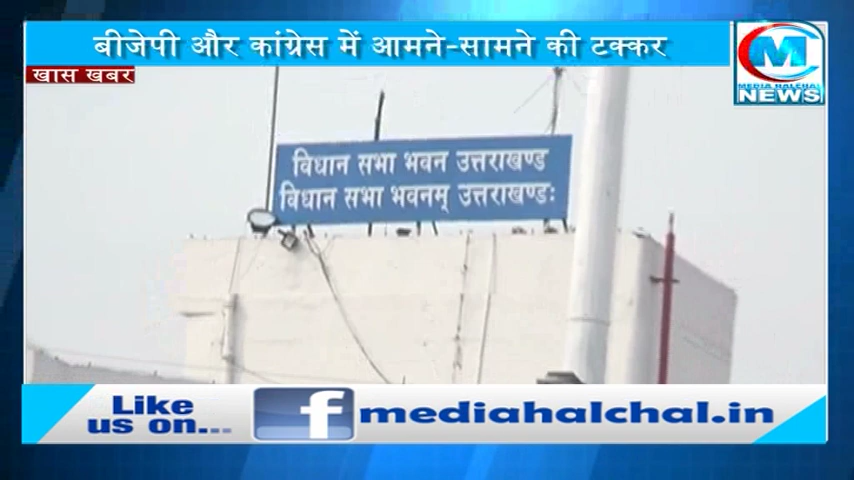 बीजेपी और कांग्रेस में आमने-सामने की टक्कर
खास खबर
MEDIA HALCHAL
NEWS
विधान सभा भवन उत्तराखण्ड
विधान सभा भवनम् उत्तराखण्डः
Like
us on...
f
mediahalchal.in